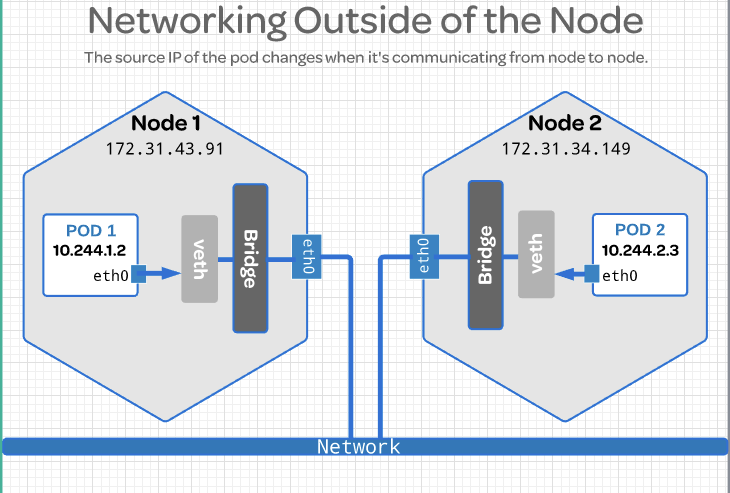 Networking Outside of the Node
The source IP of the pod changes when it's communicating from node to node.
Node 1
172.31.43.91
POD 1
10.244.1.2
eth0
veth
Bridge
eth0
Node 2
172.31.34.149
eth0
Bridge
veth
POD 2
10.244.2.3
eth0
Network